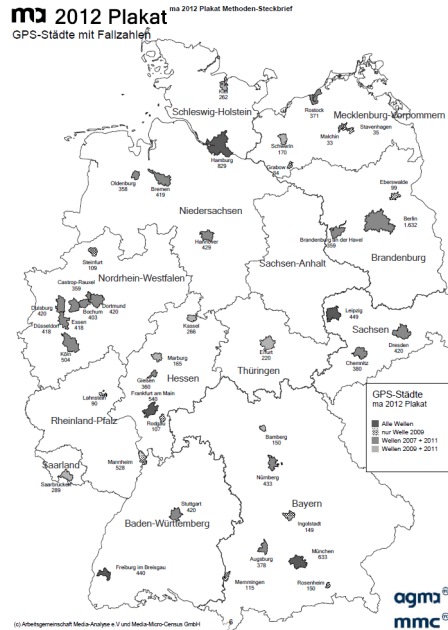 ma 2012 Plakat Methoden-Steckbrief
ma 2012 Plakat
GPS-Städte mit Fallzahlen
Kiel
262
Schleswig-Holstein
Rostock
371
Mecklenburg-Vorpommern
Malchin
33
Stavenhagen
35
Schwerin
170
Hamburg
829
Grabow
84
Oldenburg
358
Bremen
419
Eberswalde
99
Berlin
1.632
Niedersachsen
Hannover
429
Brandenburg an der Havel
359
Sachsen-Anhalt
Brandenburg
Steinfurt
109
Nordrhein-Westfalen
Castrop-Rauxel
359
Duisburg
420
Dortmund
420
Bochum
403
Essen
418
Düsseldorf
418
Köln
504
Kassel
266
Leipzig
449
Sachsen
Dresden
420
Chemnitz
380
Erfurt
220
Thüringen
Marburg
165
Gießen
360
Hessen
Lahnstein
90
Frankfurt am Main
540
Rodgau
107
Rheinland-Pfalz
GPS-Städte
ma 2012 Plakat
Alle Wellen
nur Welle 2009
Wellen 2007 + 2011
Wellen 2009 + 2011
Saarland
Saarbrücken
289
Mannheim
528
Bamberg
150
Nürnberg
433
Stuttgart
420
Baden-Württemberg
Bayern
Ingolstadt
149
Augsburg
378
München
633
Freiburg im Breisgau
440
Memmingen
115
Rosenheim
150
agma
mmc
(c) Arbeitsgemeinschaft Media-Analyse e.V und Media-Micro-Census GmbH
6